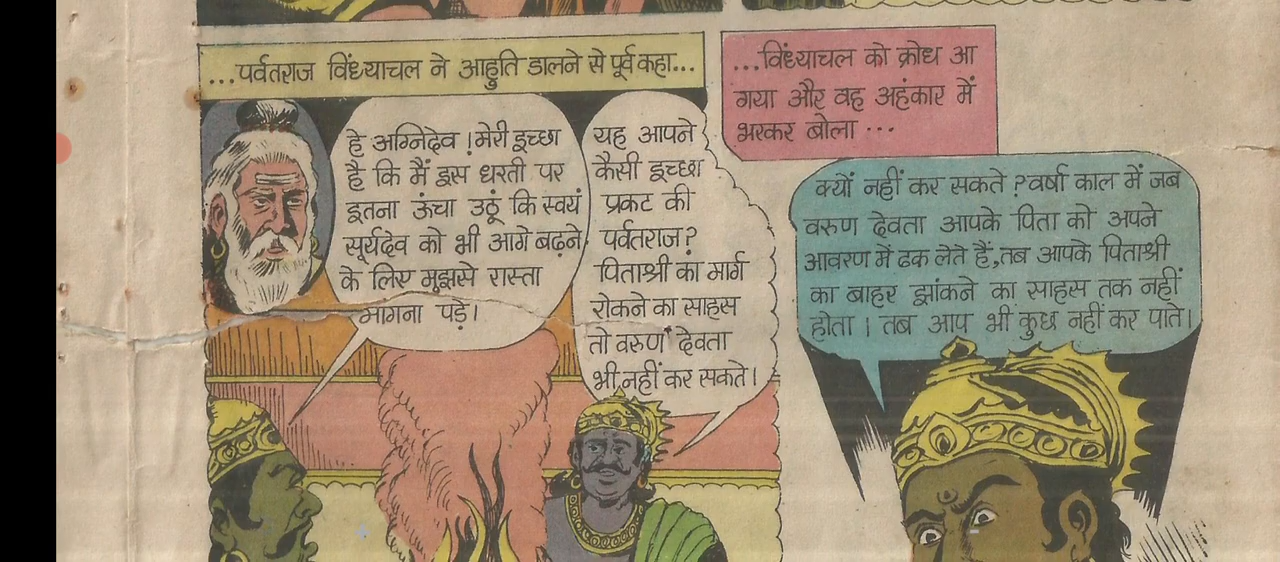 ...पर्वतराज विंध्याचल ने आहुति डालने से पूर्व कहा...
हे अग्निदेव ! मेरी इच्छा
है कि मैं इस धरती पर
इतना ऊंचा उठूं कि स्वयं
सूर्यदेव को भी आगे बढ़ने
के लिए मुझसे रास्ता
मांगना पड़े।
यह आपने
कैसी इच्छा
प्रकट की
पर्वतराज?
पिताश्री का मार्ग
रोकने का साहस
तो वरुण देवता
भी नहीं कर सकते।
...विंध्याचल को क्रोध आ
गया और वह अहंकार में
भरकर बोला ...
क्यों नहीं कर सकते ? वर्षा काल में जब
वरुण देवता आपके पिता को अपने
आवरण में ढक लेते हैं, तब आपके पिताश्री
का बाहर झांकने का साहस तक नहीं
होता। तब आप भी कुछ नहीं कर पाते।